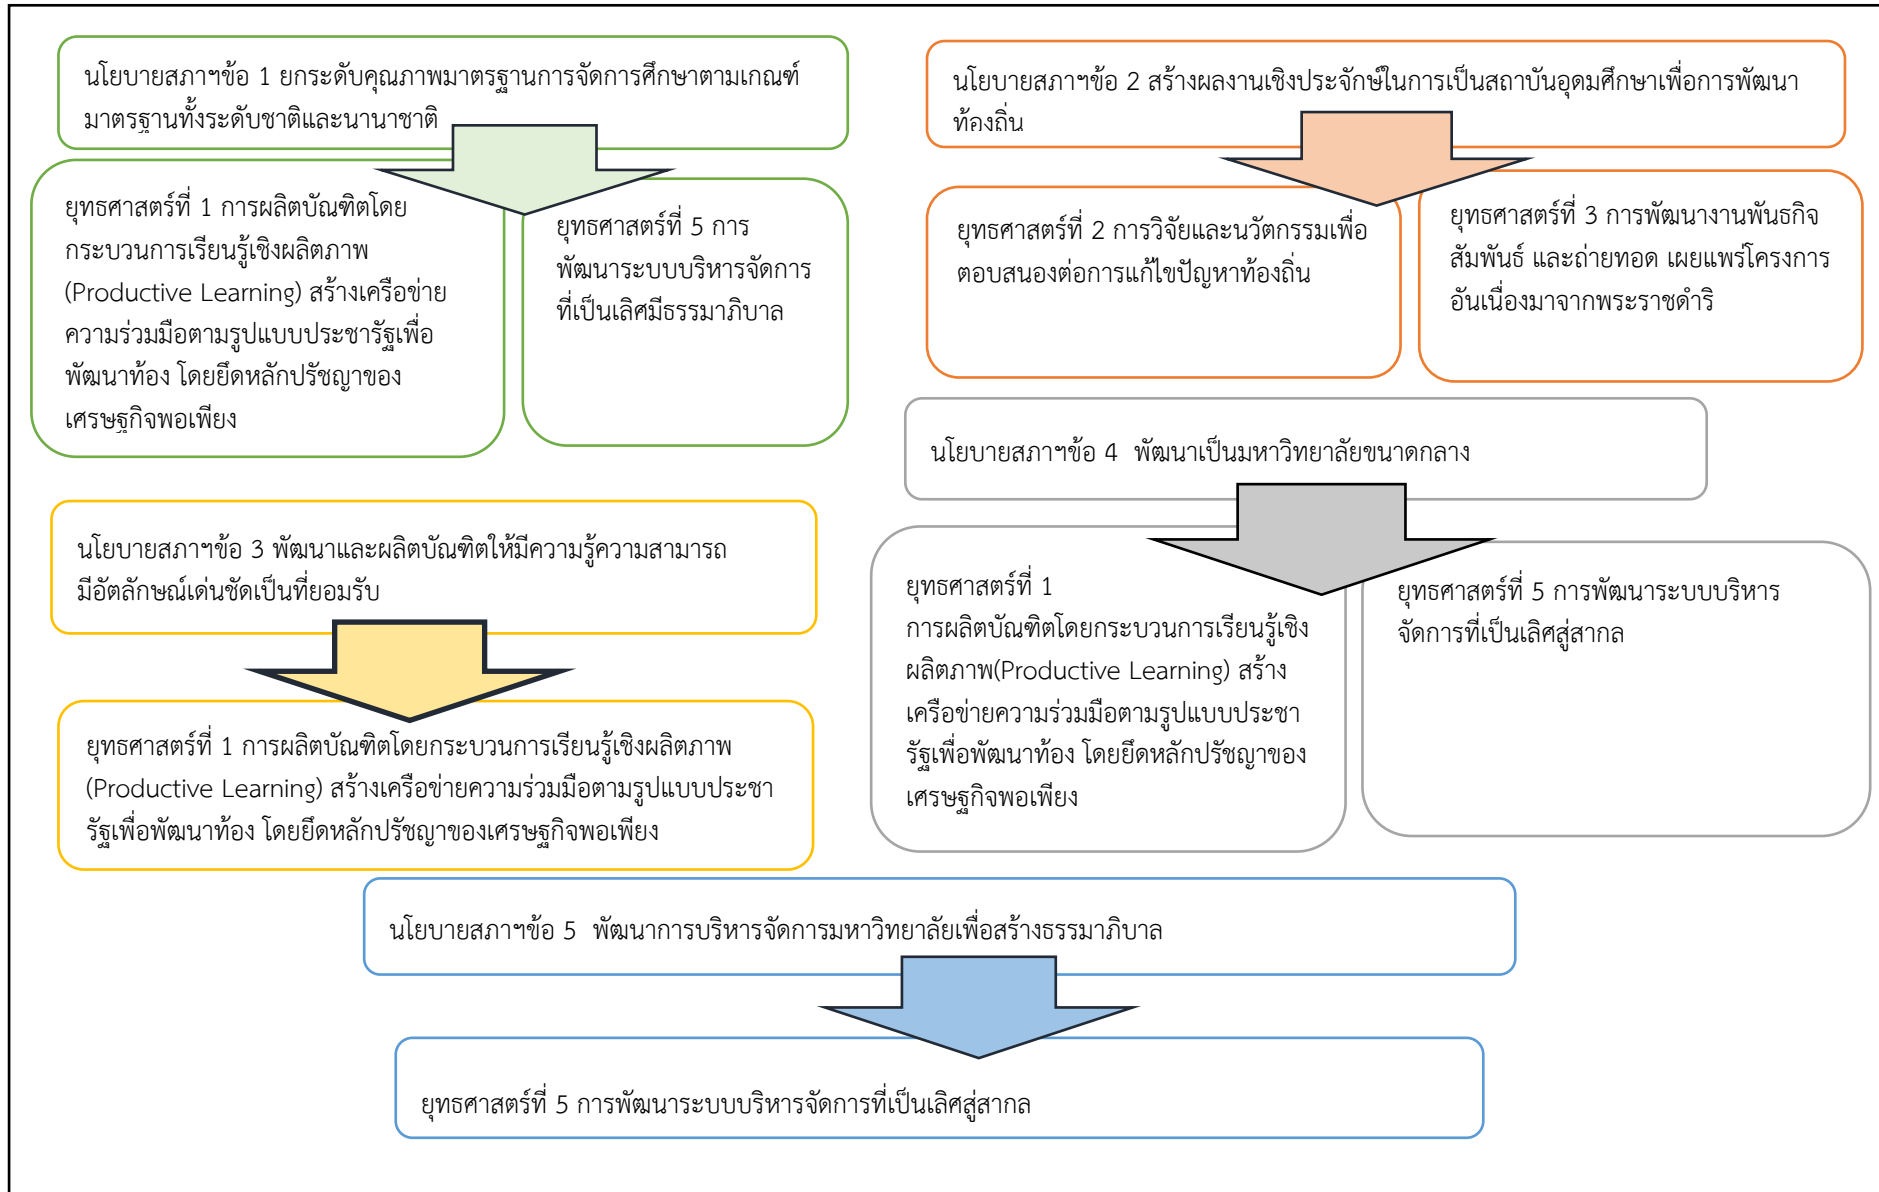 นโยบายสภาฯข้อ 1 ยกระดับคุณภาพมาตรฐานการจัดการศึกษาตามเกณฑ์
มาตรฐานทั้งระดับชาติและนานาชาติ
ยุทธศาสตร์ที่ 1 การผลิตบัณฑิตโดย
กระบวนการเรียนรู้เชิงผลิตภาพ
(Productive Learning) สร้างเครือข่าย
ความร่วมมือตามรูปแบบประชารัฐเพื่อ
พัฒนาท้อง โดยยึดหลักปรัชญาของ
เศรษฐกิจพอเพียง
ยุทธศาสตร์ที่ 5 การ
พัฒนาระบบบริหารจัดการ
ที่เป็นเลิศมีธรรมาภิบาล
นโยบายสภาฯข้อ 2 สร้างผลงานเชิงประจักษ์ในการเป็นสถาบันอุดมศึกษาเพื่อการพัฒนา
ท้องถิ่น
ยุทธศาสตร์ที่ 2 การวิจัยและนวัตกรรมเพื่อ
ตอบสนองต่อการแก้ไขปัญหาท้องถิ่น
ยุทธศาสตร์ที่ 3 การพัฒนางานพันธกิจ
สัมพันธ์ และถ่ายทอด เผยแพร่โครงการ
อันเนื่องมาจากพระราชดำริ
นโยบายสภาฯข้อ 3 พัฒนาและผลิตบัณฑิตให้มีความรู้ความสามารถ
มีอัตลักษณ์เด่นชัดเป็นที่ยอมรับ
ยุทธศาสตร์ที่ 1 การผลิตบัณฑิตโดยกระบวนการเรียนรู้เชิงผลิตภาพ
(Productive Learning) สร้างเครือข่ายความร่วมมือตามรูปแบบประชา
รัฐเพื่อพัฒนาท้อง โดยยึดหลักปรัชญาของเศรษฐกิจพอเพียง
นโยบายสภาฯข้อ 4 พัฒนาเป็นมหาวิทยาลัยขนาดกลาง
ยุทธศาสตร์ที่ 1
การผลิตบัณฑิตโดยกระบวนการเรียนรู้เชิง
ผลิตภาพ(Productive Learning) สร้าง
เครือข่ายความร่วมมือตามรูปแบบประชา
รัฐเพื่อพัฒนาท้อง โดยยึดหลักปรัชญาของ
เศรษฐกิจพอเพียง
ยุทธศาสตร์ที่ 5 การพัฒนาระบบบริหาร
จัดการที่เป็นเลิศสู่สากล
นโยบายสภาฯข้อ 5 พัฒนาการบริหารจัดการมหาวิทยาลัยเพื่อสร้างธรรมาภิบาล
ยุทธศาสตร์ที่ 5 การพัฒนาระบบบริหารจัดการที่เป็นเลิศสู่สากล